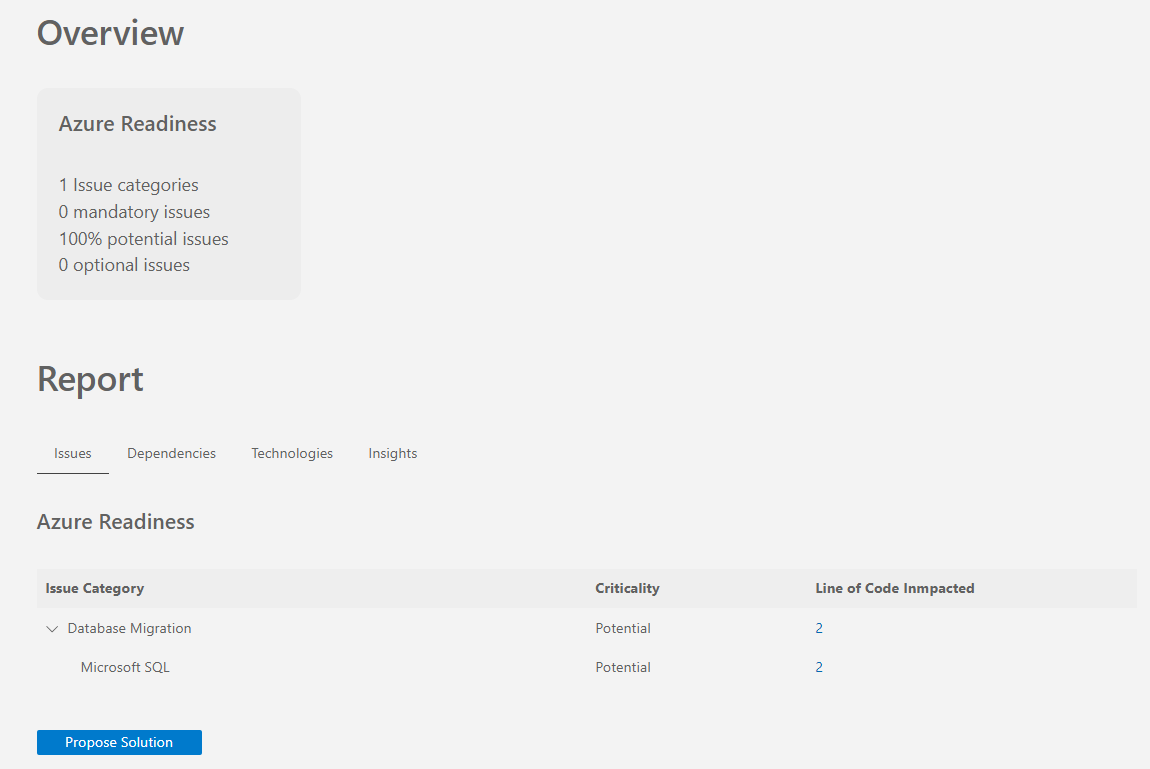 Overview
Azure Readiness
1 Issue categories
0 mandatory issues
100% potential issues
0 optional issues
Report
Issues Dependencies Technologies Insights
Azure Readiness
Issue Category Criticality Line of Code Inmpacted
Database Migration Potential 2
Microsoft SQL Potential 2
Propose Solution